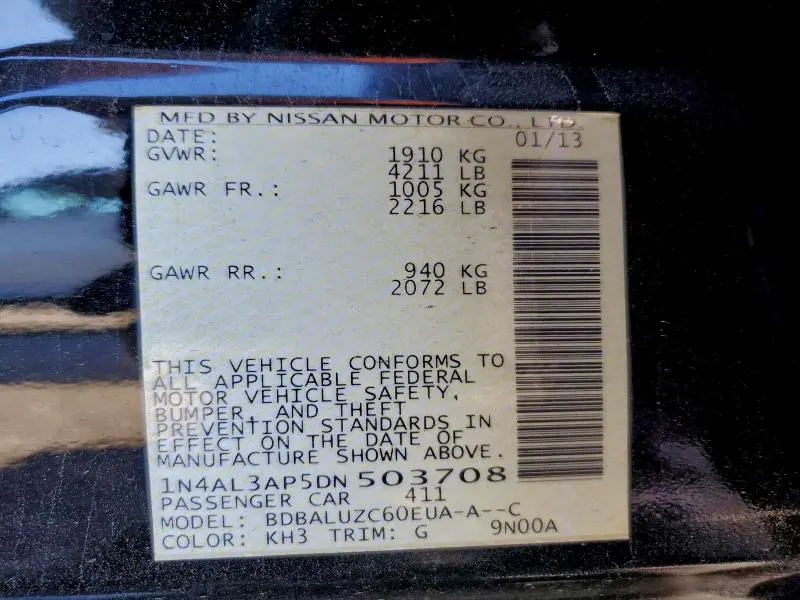 MFD BY NISSAN MOTOR CO., LTD.
DATE: 01/13
GVWR: 1910 KG
4211 LB
GAWR FR.: 1005 KG
2216 LB
GAWR RR.: 940 KG
2072 LB
THIS VEHICLE CONFORMS TO
ALL APPLICABLE FEDERAL
MOTOR VEHICLE SAFETY,
BUMPER, AND THEFT
PREVENTION STANDARDS IN
EFFECT ON THE DATE OF
MANUFACTURE SHOWN ABOVE.
1N4AL3AP5DN503708
PASSENGER CAR 411
MODEL: BDBALUZC60EUA-A--C
COLOR: KH3 TRIM: G 9N00A